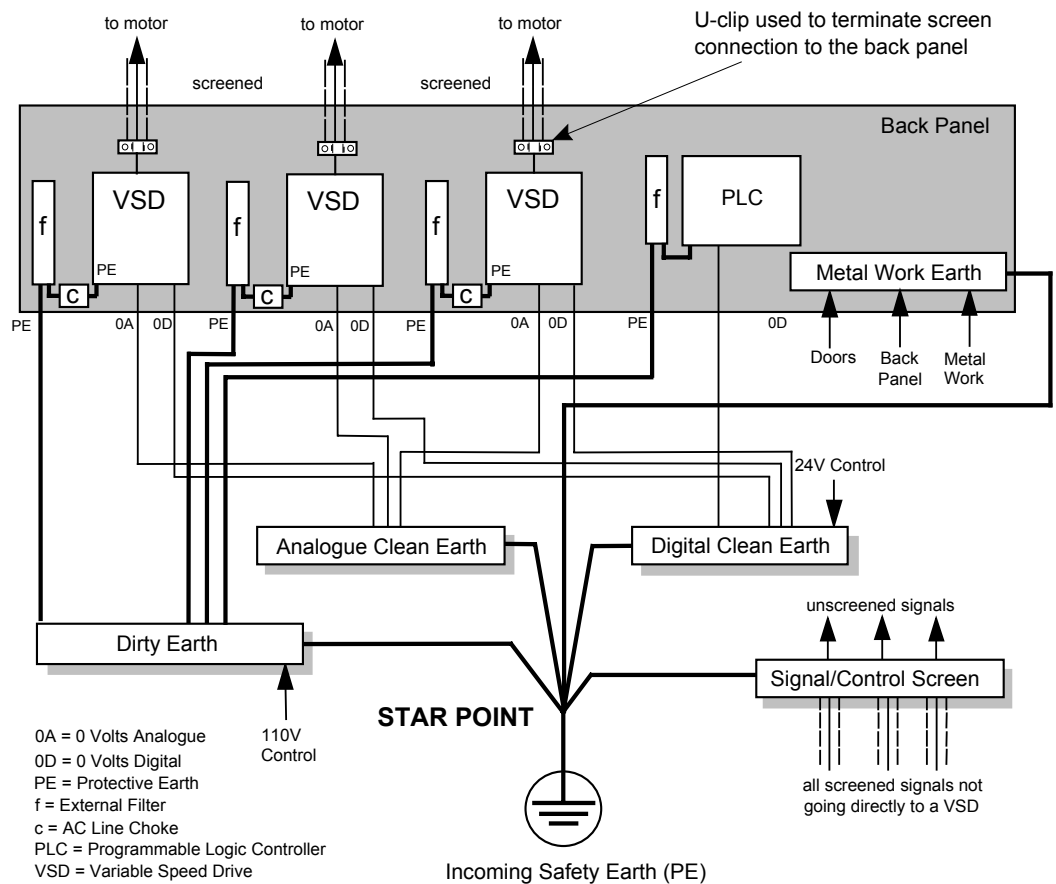 to motor
to motor
to motor
U-clip used to terminate screen
connection to the back panel
screened
screened
Back Panel
VSD
VSD
VSD
PLC
f
f
f
f
PE
PE
PE
c
c
c
Metal Work Earth
PE
0A
0D
PE
0A
0D
PE
0A
0D
PE
0D
Doors
Back
Panel
Metal
Work
24V Control
Analogue Clean Earth
Digital Clean Earth
unscreened signals
Dirty Earth
Signal/Control Screen
STAR POINT
110V
Control
all screened signals not
going directly to a VSD
0A = 0 Volts Analogue
0D = 0 Volts Digital
PE = Protective Earth
f = External Filter
c = AC Line Choke
PLC = Programmable Logic Controller
VSD = Variable Speed Drive
Incoming Safety Earth (PE)